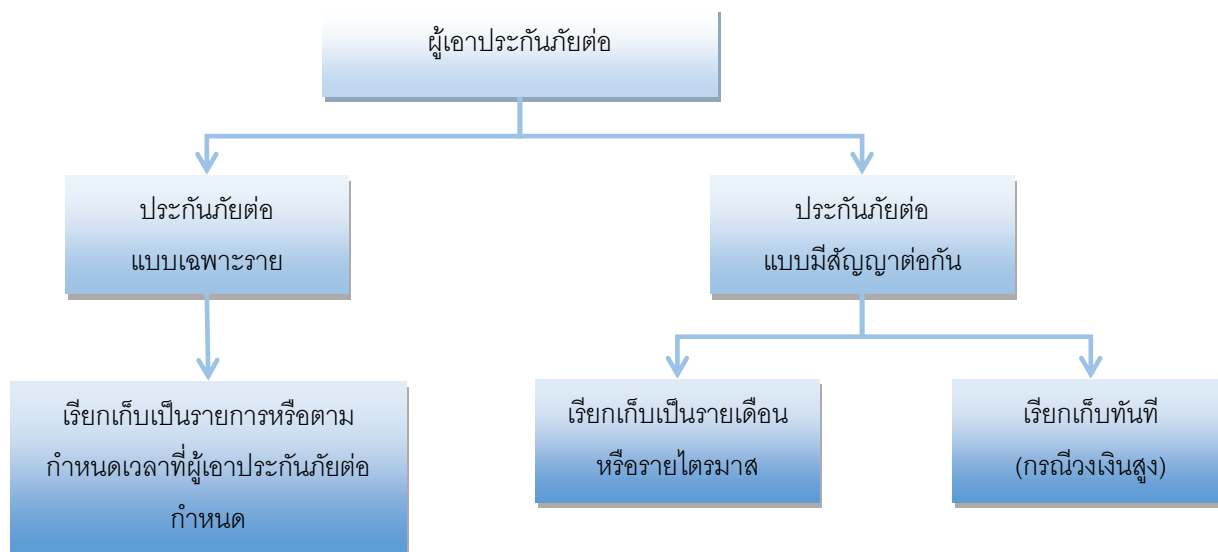 ผู้เอาประกันภัยต่อ
ประกันภัยต่อ
แบบเฉพาะราย
ประกันภัยต่อ
แบบมีสัญญาต่อกัน
เรียกเก็บเป็นรายการหรือตาม
กำหนดเวลาที่ผู้เอาประกันภัยต่อ
กำหนด
เรียกเก็บเป็นรายเดือน
หรือรายไตรมาส
เรียกเก็บทันที
(กรณีวงเงินสูง)